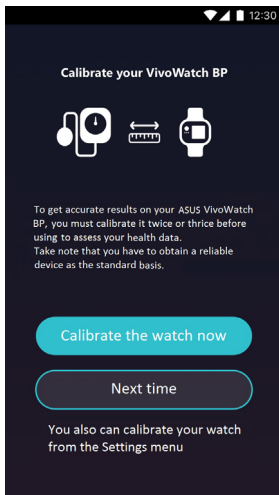 12:30
Calibrate your VivoWatch BP
To get accurate results on your ASUS VivoWatch
BP, you must calibrate it twice or thrice before
using to assess your health data.
Take note that you have to obtain a reliable
device as the standard basis.
Calibrate the watch now
Next time
You also can calibrate your watch
from the Settings menu